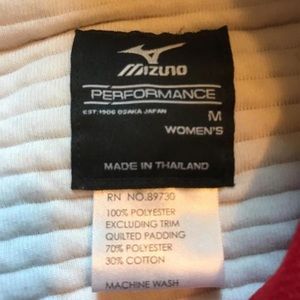 MIZUNO
PERFORMANCE
EST. 1906 OSAKA JAPAN
M
WOMEN'S
MADE IN THAILAND
RN NO.89730
100% POLYESTER
EXCLUDING TRIM
QUILTED PADDING
70% POLYESTER
30% COTTON
MACHINE WASH